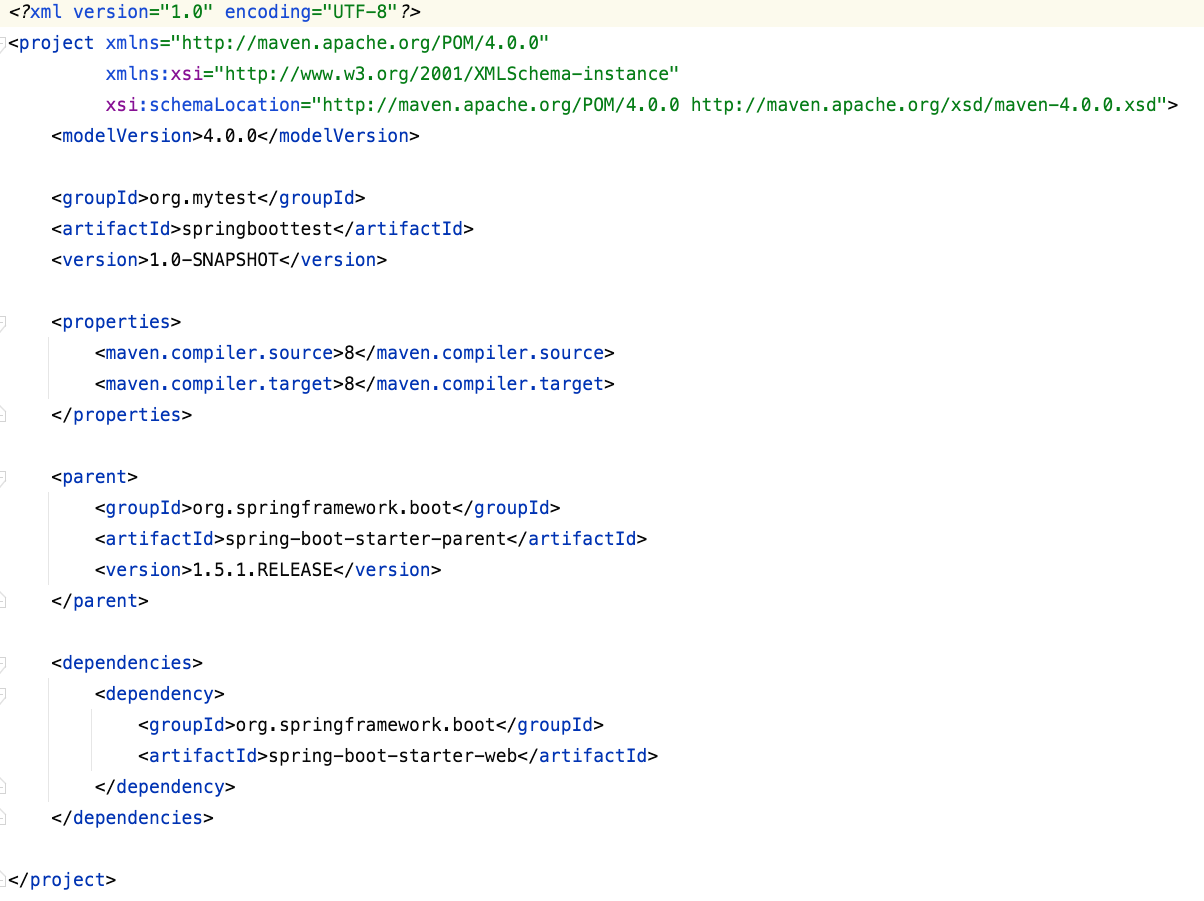 <?xml version="1.0" encoding="UTF-8"?>
<project xmlns="http://maven.apache.org/POM/4.0.0"
         xmlns:xsi="http://www.w3.org/2001/XMLSchema-instance"
         xsi:schemaLocation="http://maven.apache.org/POM/4.0.0 http://maven.apache.org/xsd/maven-4.0.0.xsd">
    <modelVersion>4.0.0</modelVersion>

    <groupId>org.mytest</groupId>
    <artifactId>springboottest</artifactId>
    <version>1.0-SNAPSHOT</version>

    <properties>
        <maven.compiler.source>8</maven.compiler.source>
        <maven.compiler.target>8</maven.compiler.target>
    </properties>

    <parent>
        <groupId>org.springframework.boot</groupId>
        <artifactId>spring-boot-starter-parent</artifactId>
        <version>1.5.1.RELEASE</version>
    </parent>

    <dependencies>
        <dependency>
            <groupId>org.springframework.boot</groupId>
            <artifactId>spring-boot-starter-web</artifactId>
        </dependency>
    </dependencies>

</project>